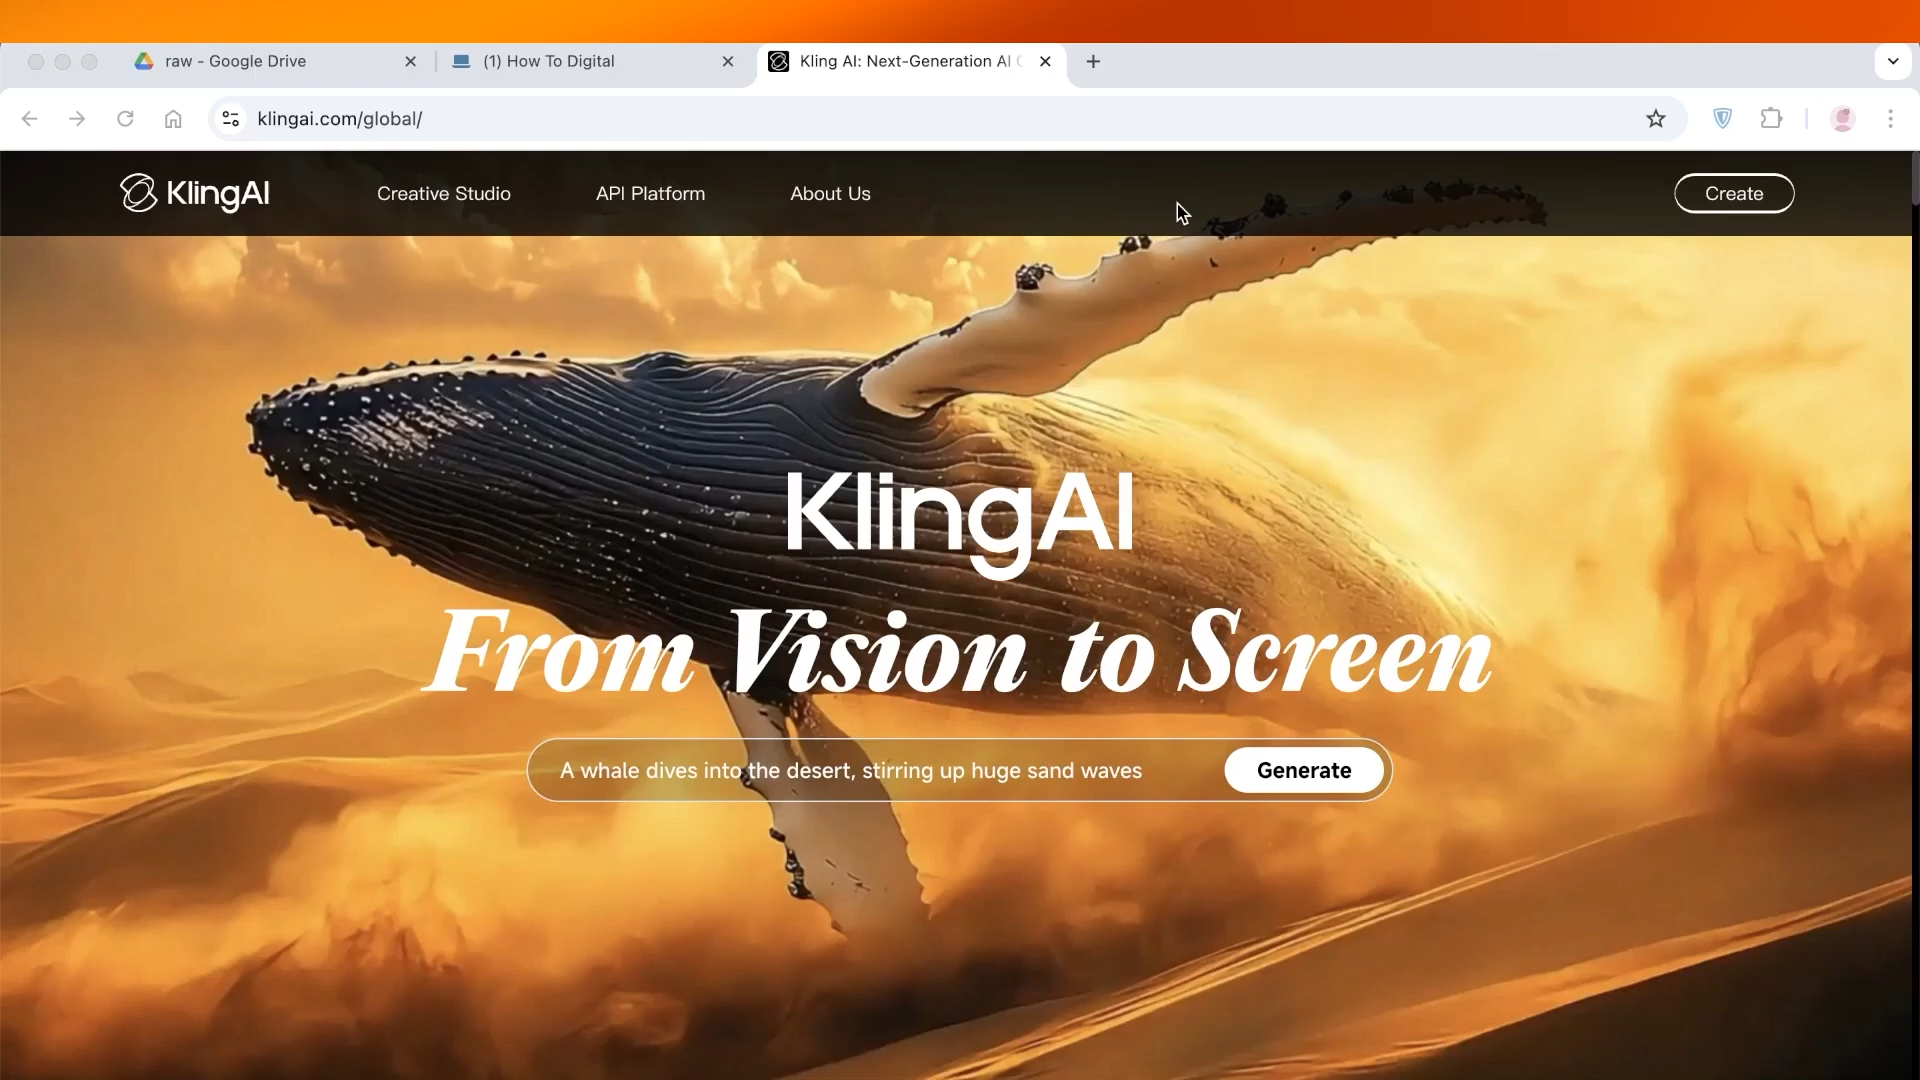 raw - Google Drive
(1) How To Digital
Kling AI: Next-Generation AI
klingai.com/global/
KlingAI
Creative Studio
API Platform
About Us
Create
KlingAI
From Vision to Screen
A whale dives into the desert, stirring up huge sand waves
Generate